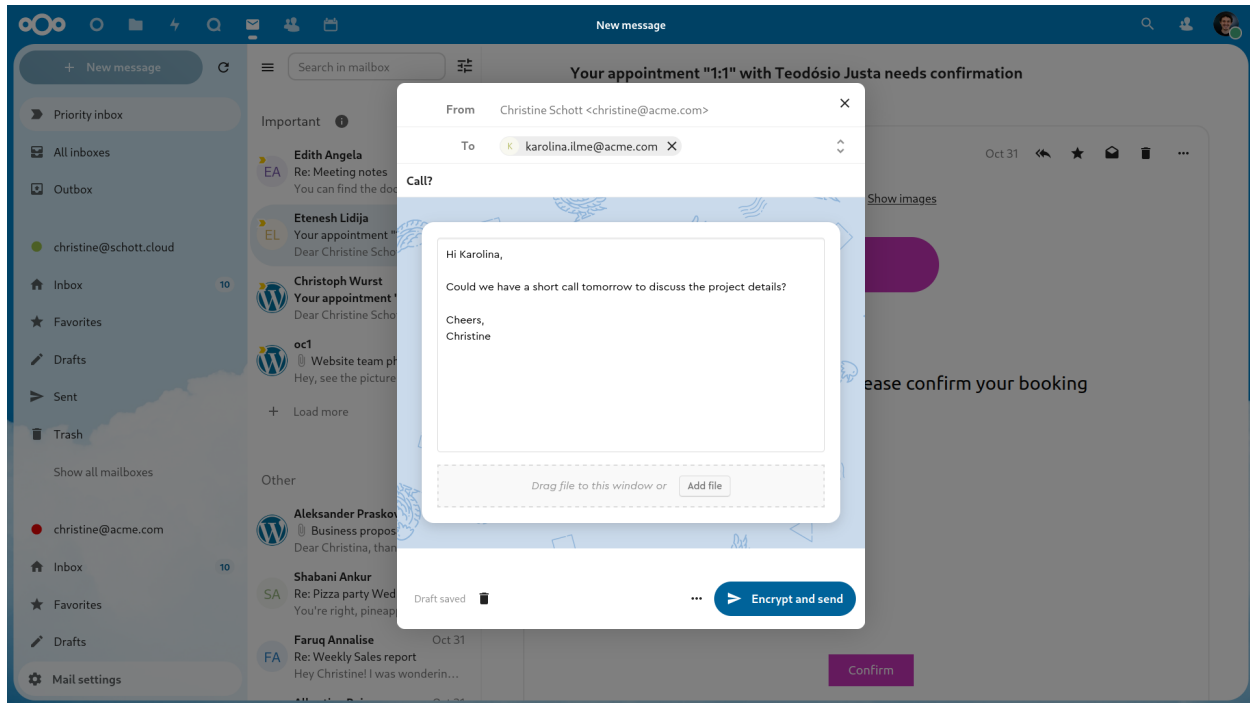 New message
+ New message
Search in mailbox
Your appointment "1:1" with Teodósio Justa needs confirmation
Priority inbox
All inboxes
Outbox
christine@schott.cloud
Inbox 10
Favorites
Drafts
Sent
Trash
Show all mailboxes
christine@acme.com
Inbox 10
Favorites
Drafts
Mail settings
Important
EA
Edith Angela
Re: Meeting notes
You can find the doc
EL
Etenesh Lidija
Your appointment "
Dear Christine Scho
Christoph Wurst
Your appointment "
Dear Christine Scho
oc1
Website team ph
Hey, see the picture
+ Load more
Other
Aleksander Praskov
Business propos
Dear Christina, than
SA
Shabani Ankur
Re: Pizza party Wed
You're right, pineap
FA
Faruq Annalise Oct 31
Re: Weekly Sales report
Hey Christine! I was wonderin...
From Christine Schott <christine@acme.com>
To K karolina.ilme@acme.com
Call?
Hi Karolina,
Could we have a short call tomorrow to discuss the project details?
Cheers,
Christine
Drag file to this window or Add file
Draft saved
Encrypt and send
Oct 31
Show images
ease confirm your booking
Confirm